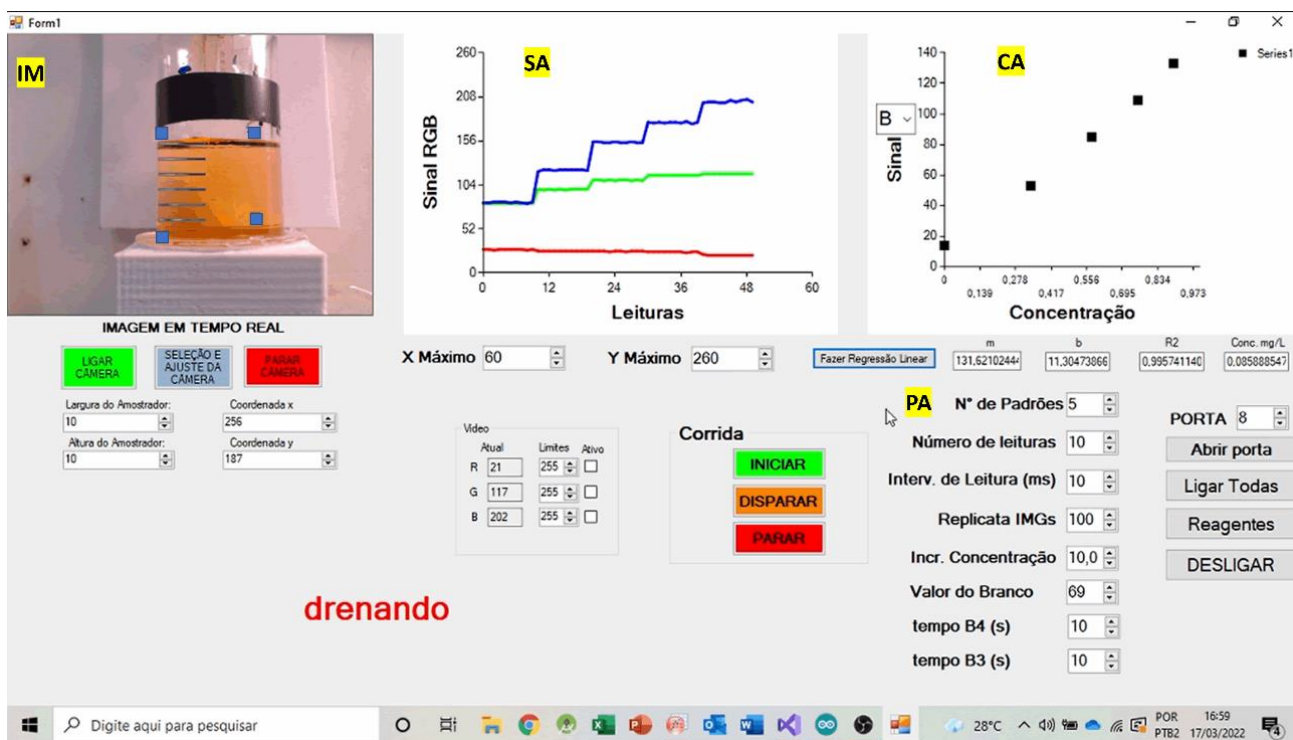 Form1
IM
IMAGEM EM TEMPO REAL
LIGAR
CÂMERA
SELEÇÃO E
AJUSTE DA
CÂMERA
PARAR
CAMERA
Largura do Amostrador:
10
Coordenada x
256
Altura do Amostrador:
10
Coordenada y
187
SA
Sinal RGB
260
208
156
104
52
0
0 12 24 36 48 60
Leituras
CA
Series1
B
Sinal
140
120
100
80
60
40
20
0
0 0,278 0,556 0,834
0,139 0,417 0,695 0,973
Concentração
X Máximo 60
Y Máximo 260
Fazer Regressão Linear
m b R2 Conc. mg/L
131,6210244 11,30473866 0,995741140 0,085888547
Video
Atual Limites Ativo
R 21 255
G 117 255
B 202 255
Corrida
INICIAR
DISPARAR
PARAR
PA
N° de Padrões 5
Número de leituras 10
Interv. de Leitura (ms) 10
Replicata IMGs 100
Incr. Concentração 10,0
Valor do Branco 69
tempo B4 (s) 10
tempo B3 (s) 10
PORTA 8
Abrir porta
Ligar Todas
Reagentes
DESLIGAR
drenando
Digite aqui para pesquisar
28°C
POR
PTB2
16:59
17/03/2022
4